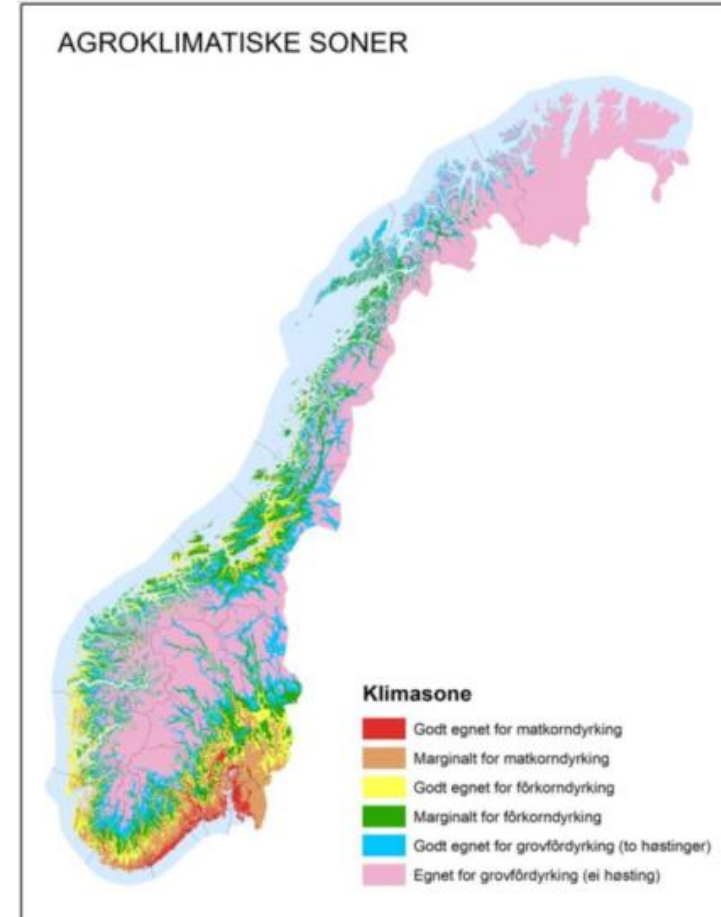 AGROKLIMATISKE SONER
Klimasone
Godt egnet for matkorndyrking
Marginalt for matkorndyrking
Godt egnet for fôrkorndyrking
Marginalt for fôrkorndyrking
Godt egnet for grovfôrdyrking (to høstinger)
Egnet for grovfôrdyrking (ei høsting)